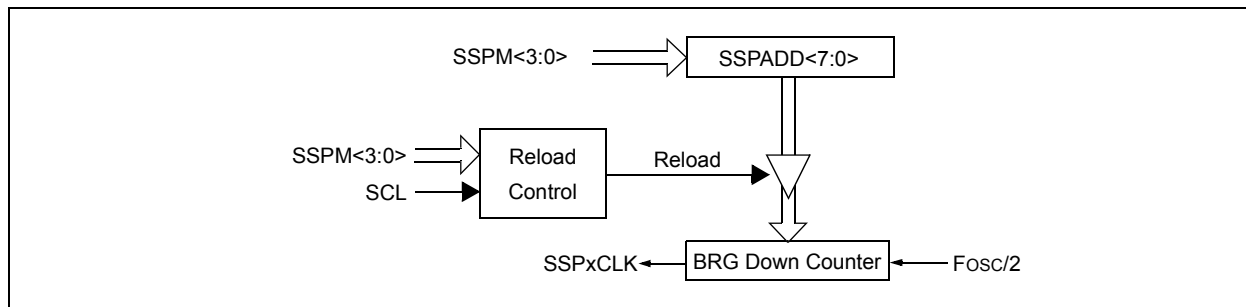 SSPM<3:0>
SSPADD<7:0>
SSPM<3:0>
SCL
Reload
Control
Reload
SSPxCLK
BRG Down Counter
FOSC/2